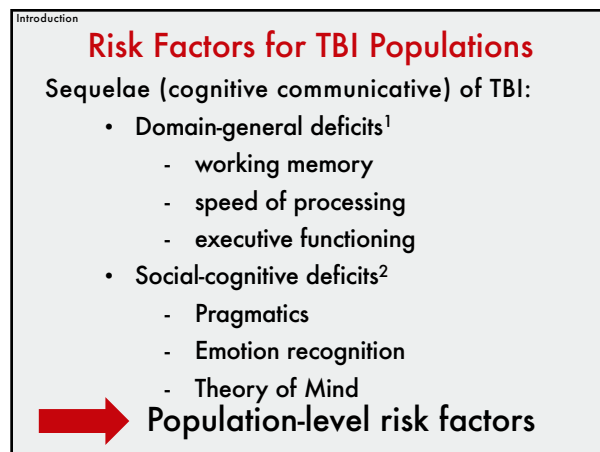 Introduction
Risk Factors for TBI Populations
Sequelae (cognitive communicative) of TBI:
• Domain-general deficits¹
- working memory
- speed of processing
- executive functioning
• Social-cognitive deficits²
- Pragmatics
- Emotion recognition
- Theory of Mind
Population-level risk factors